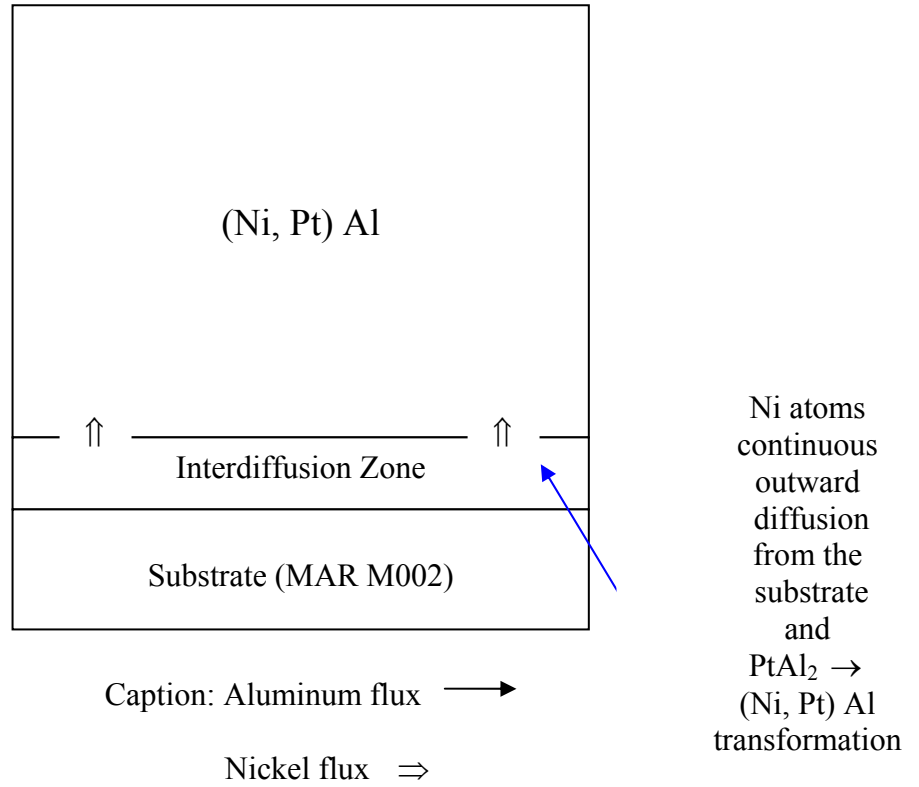 (Ni, Pt) Al
⇑ ⇑
Interdiffusion Zone
Substrate (MAR M002)
Ni atoms
continuous
outward
diffusion
from the
substrate
and
PtAl₂ →
(Ni, Pt) Al
transformation
Caption: Aluminum flux →
Nickel flux ⇒